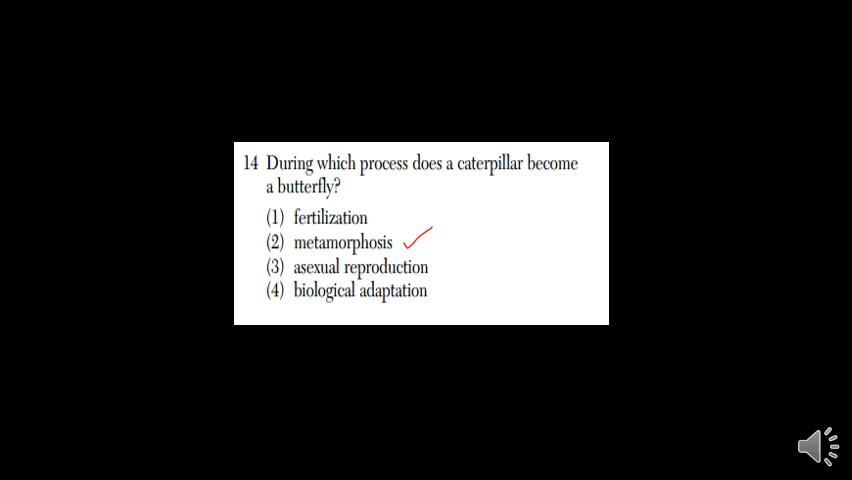 14 During which process does a caterpillar become
a butterfly?
(1) fertilization
(2) metamorphosis
(3) asexual reproduction
(4) biological adaptation